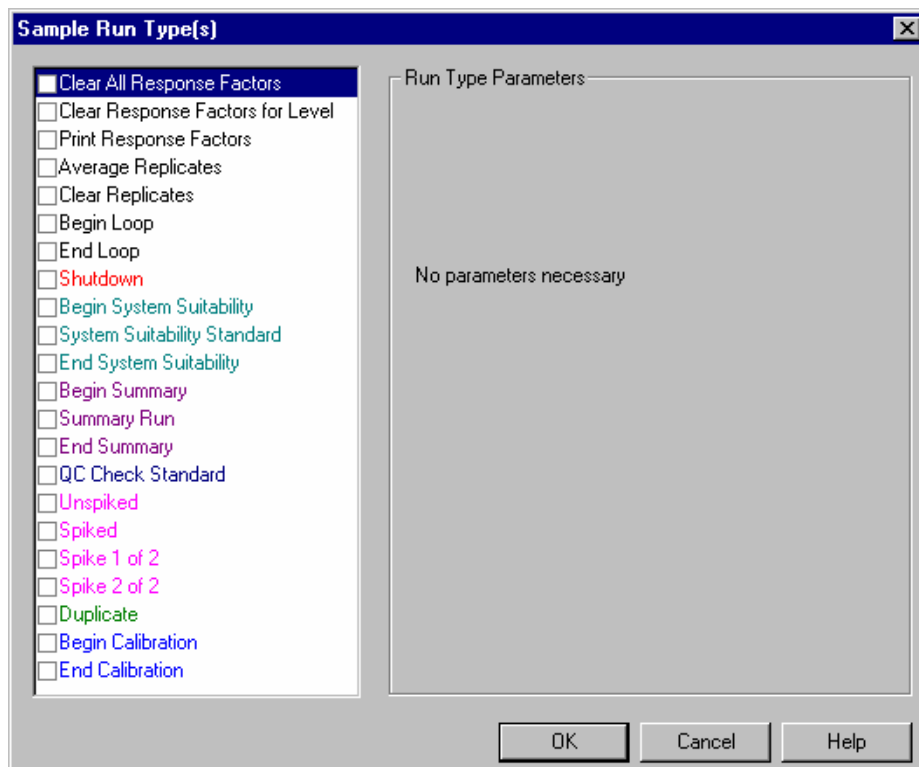 Sample Run Type(s)
Clear All Response Factors
Clear Response Factors for Level
Print Response Factors
Average Replicates
Clear Replicates
Begin Loop
End Loop
Shutdown
Begin System Suitability
System Suitability Standard
End System Suitability
Begin Summary
Summary Run
End Summary
QC Check Standard
Unspiked
Spiked
Spike 1 of 2
Spike 2 of 2
Duplicate
Begin Calibration
End Calibration
Run Type Parameters
No parameters necessary
OK
Cancel
Help